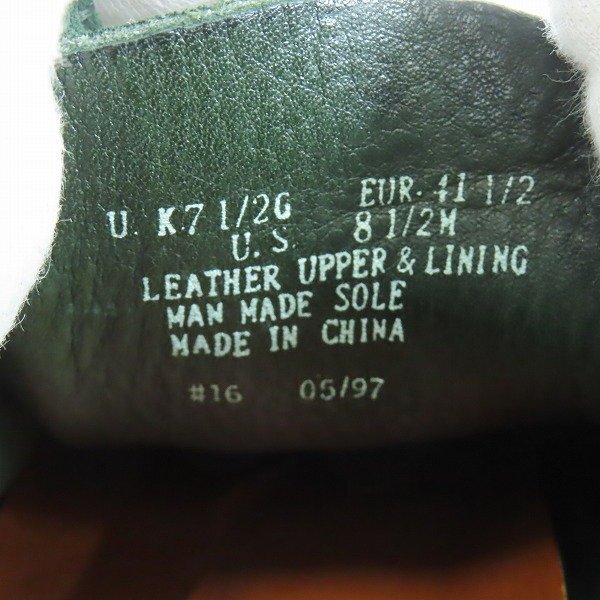 U. K.7 1/2G EUR. 41 1/2
U. S. 8 1/2M
LEATHER UPPER & LINING
MAN MADE SOLE
MADE IN CHINA
#16 05/97